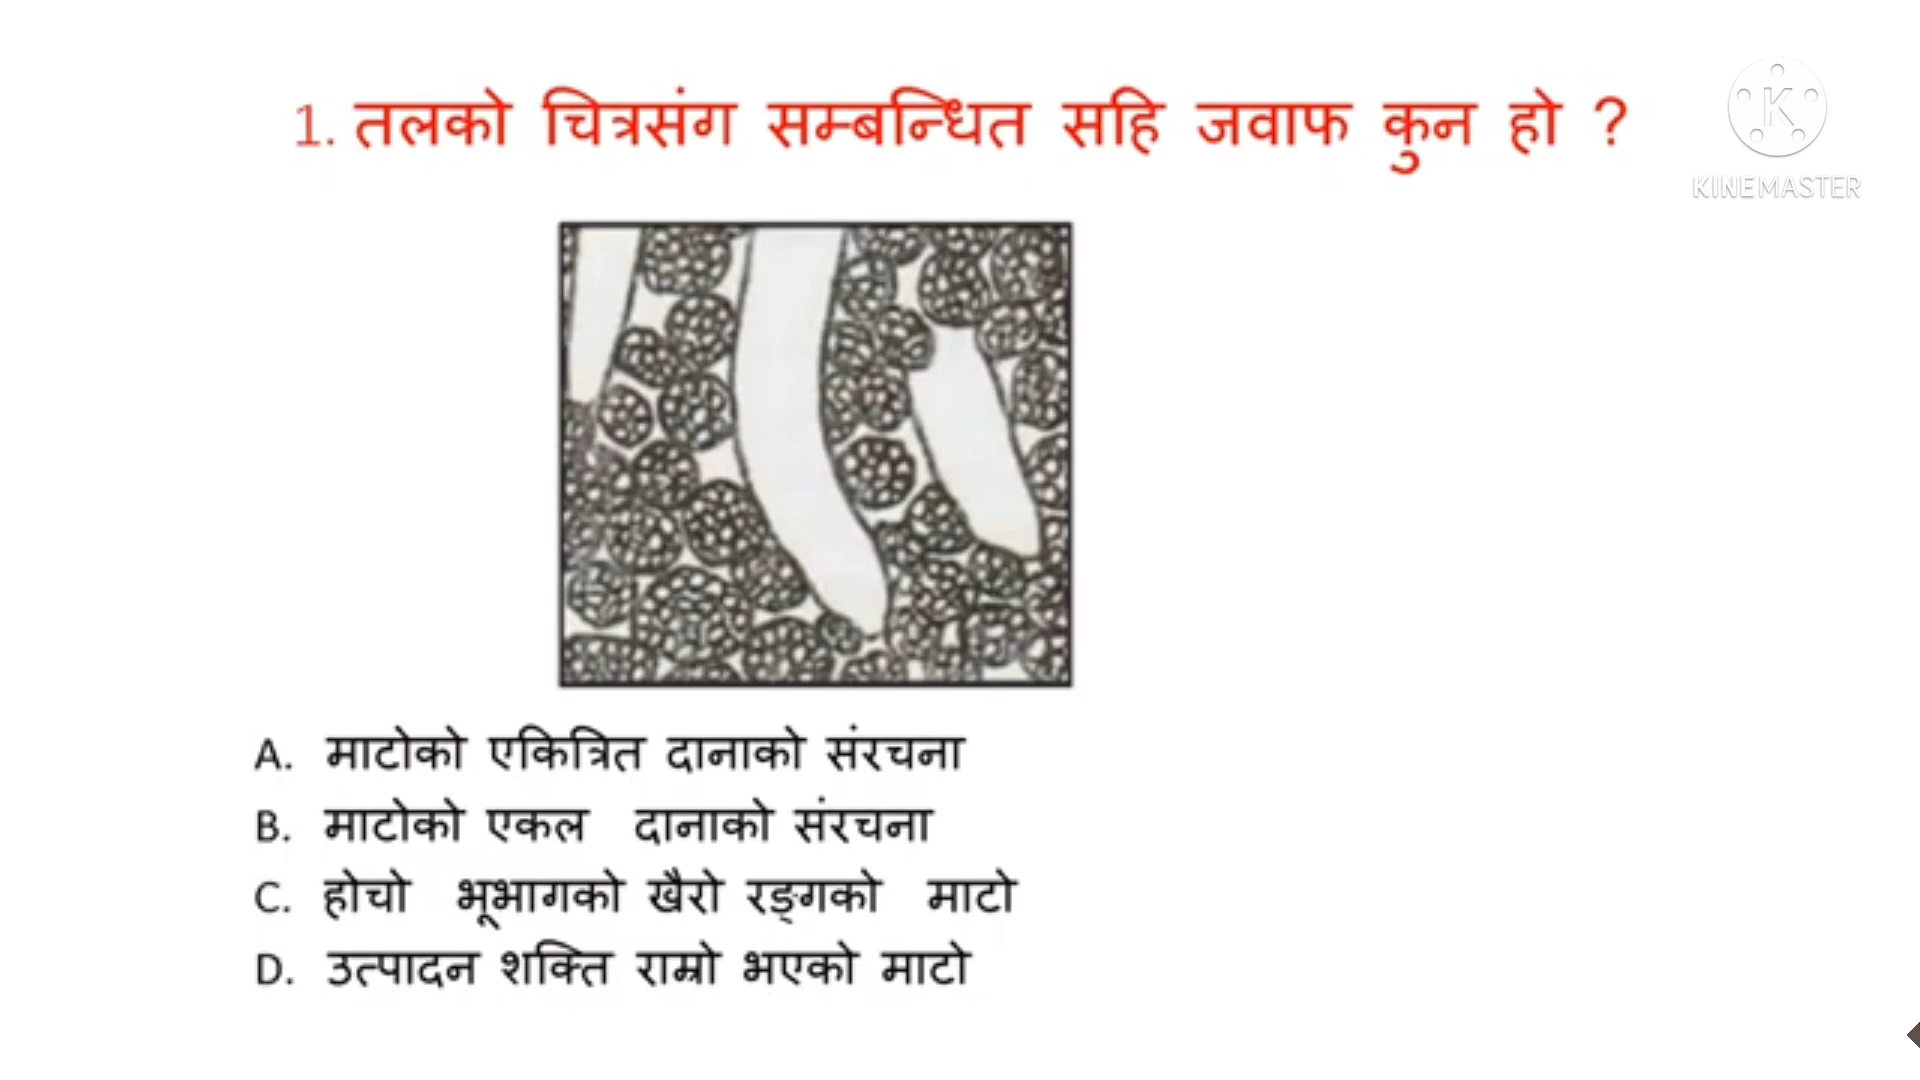 1. तलको चित्रसंग सम्बन्धित सहि जवाफ कुन हो ?
K
KINEMASTER
A. माटोको एकित्रित दानाको संरचना
B. माटोको एकल दानाको संरचना
C. होचो भूभागको खैरो रङ्गको माटो
D. उत्पादन शक्ति राम्रो भएको माटो